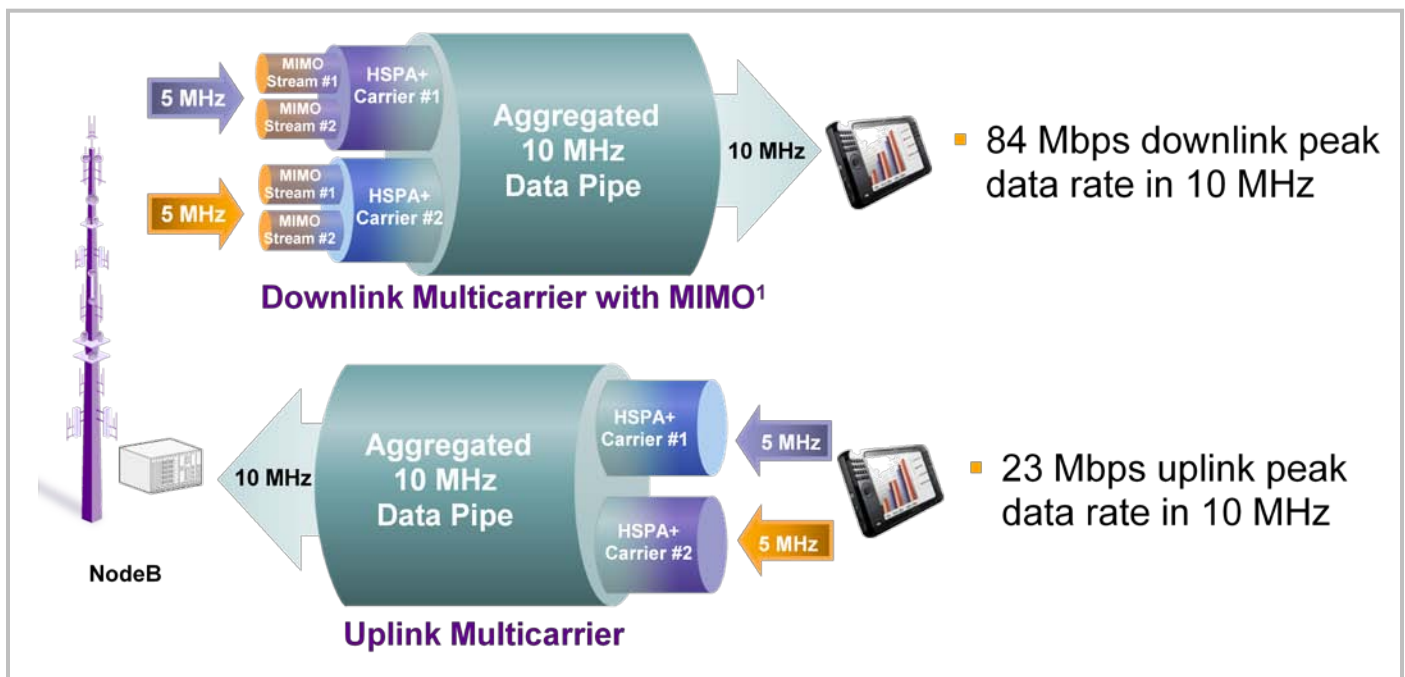 5 MHz
MIMO
Stream #1
MIMO
Stream #2
HSPA+
Carrier #1
5 MHz
MIMO
Stream #1
MIMO
Stream #2
HSPA+
Carrier #2
Aggregated
10 MHz
Data Pipe
10 MHz
▪ 84 Mbps downlink peak
data rate in 10 MHz
Downlink Multicarrier with MIMO¹
NodeB
10 MHz
Aggregated
10 MHz
Data Pipe
HSPA+
Carrier #1
5 MHz
HSPA+
Carrier #2
5 MHz
▪ 23 Mbps uplink peak
data rate in 10 MHz
Uplink Multicarrier